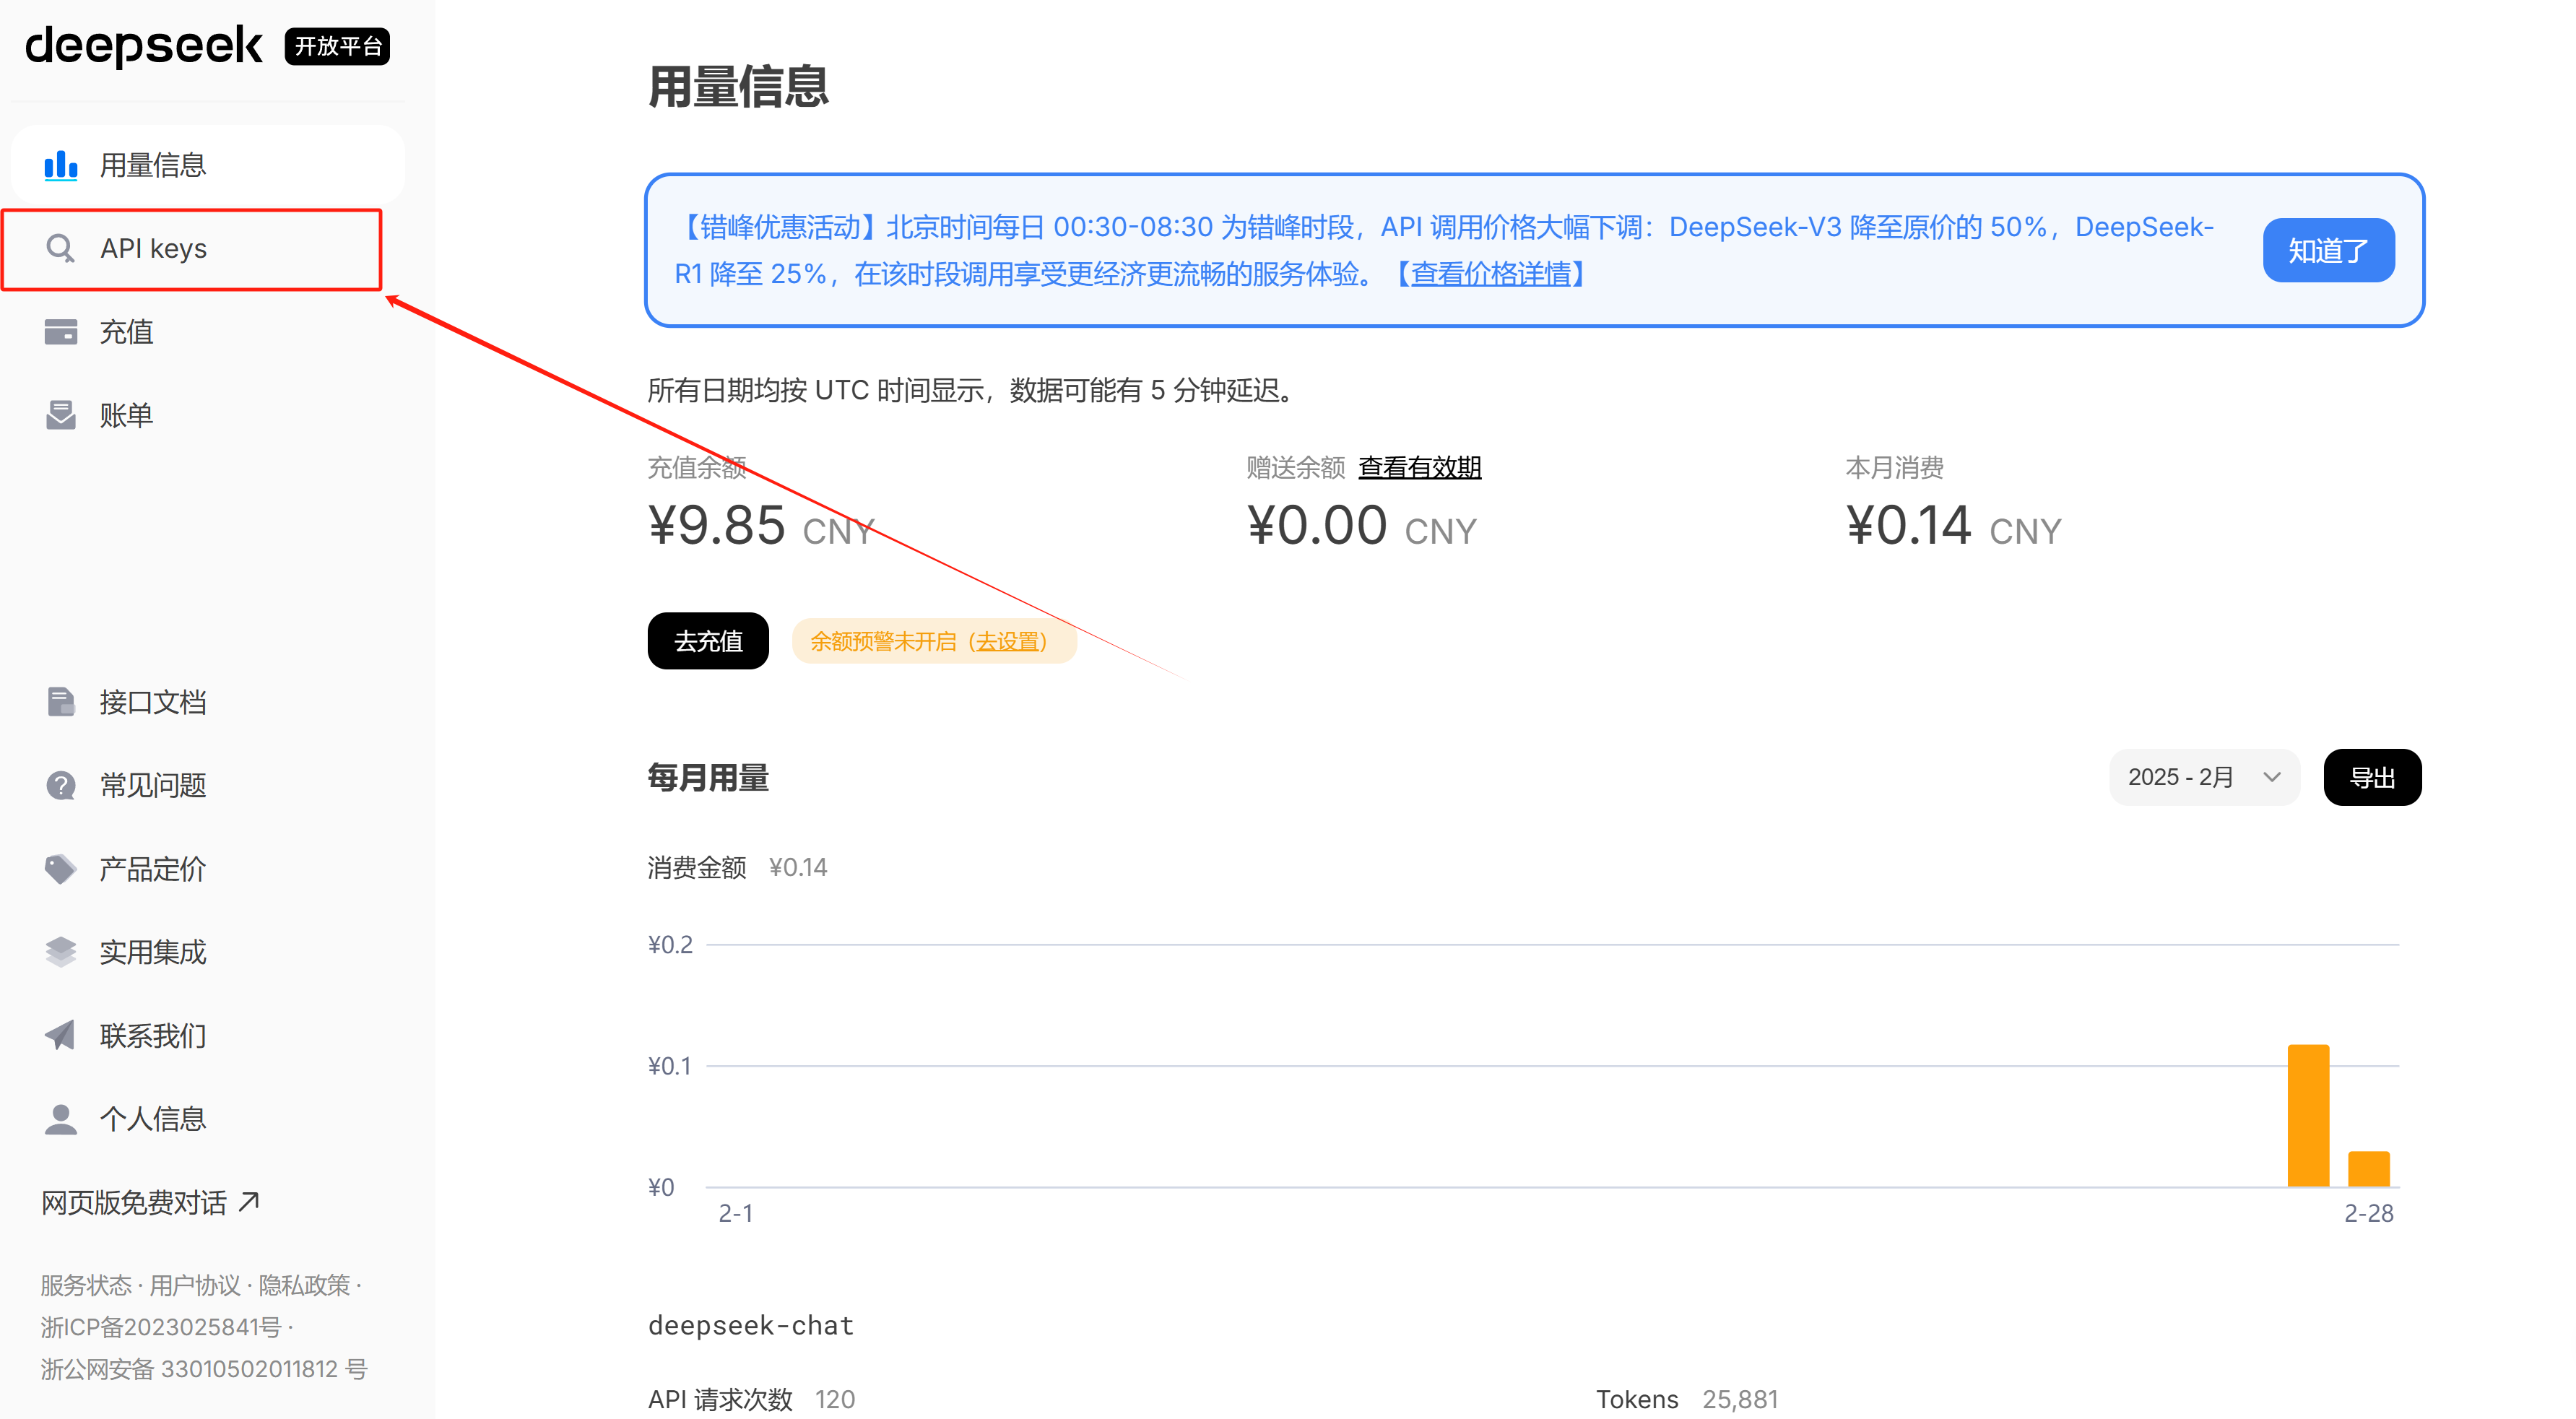 deepseek 开放平台
用量信息
API keys
充值
账单
接口文档
常见问题
产品定价
实用集成
联系我们
个人信息
网页版免费对话
服务状态 · 用户协议 · 隐私政策 ·
浙ICP备2023025841号 ·
浙公网安备 33010502011812 号
用量信息
【错峰优惠活动】北京时间每日 00:30-08:30 为错峰时段，API 调用价格大幅下调：DeepSeek-V3 降至原价的 50%，DeepSeek-
R1 降至 25%，在该时段调用享受更经济更流畅的服务体验。【查看价格详情】
知道了
所有日期均按 UTC 时间显示，数据可能有 5 分钟延迟。
充值余额
¥9.85 CNY
赠送余额 查看有效期
¥0.00 CNY
本月消费
¥0.14 CNY
去充值
余额预警未开启（去设置）
每月用量
2025 - 2月
导出
消费金额 ¥0.14
¥0.2
¥0.1
¥0
2-1
2-28
deepseek-chat
API 请求次数 120
Tokens 25,881